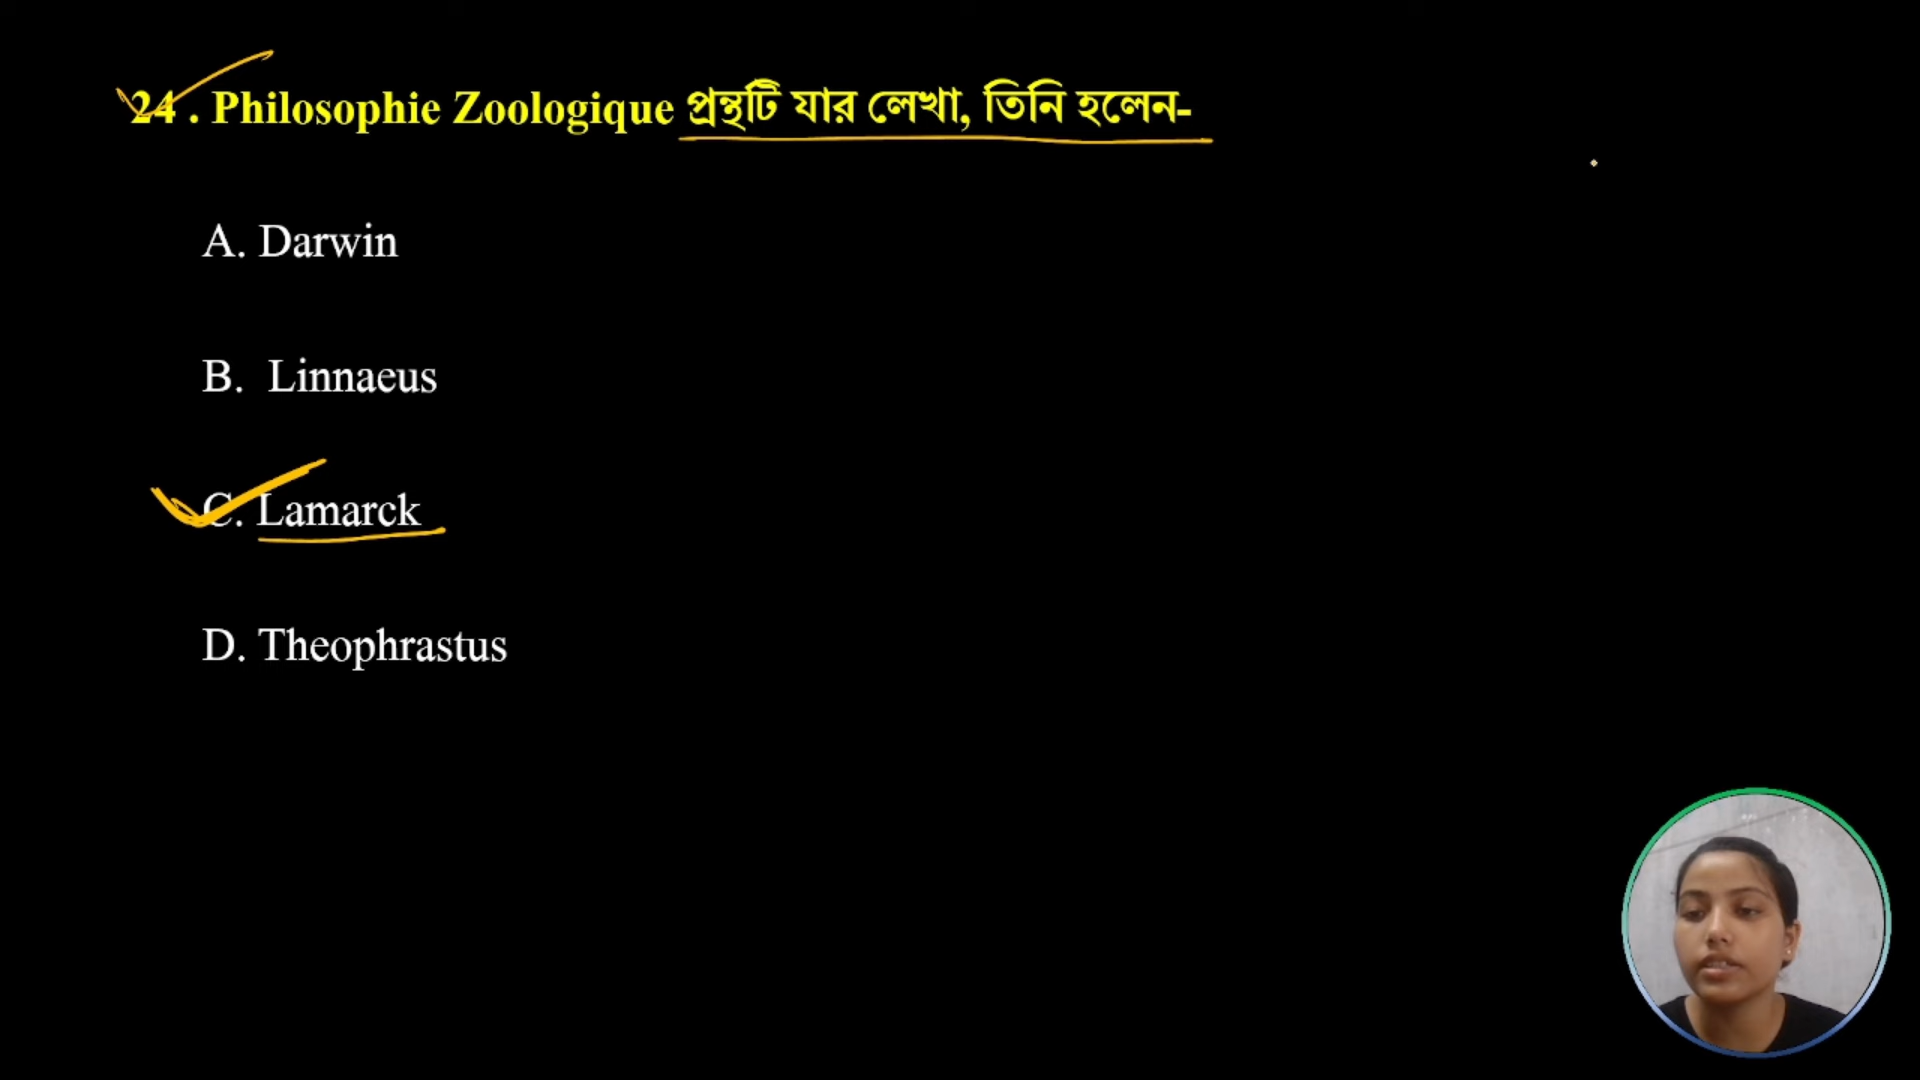 24 . Philosophie Zoologique গ্রন্থটি যার লেখা, তিনি হলেন-
A. Darwin
B. Linnaeus
C. Lamarck
D. Theophrastus